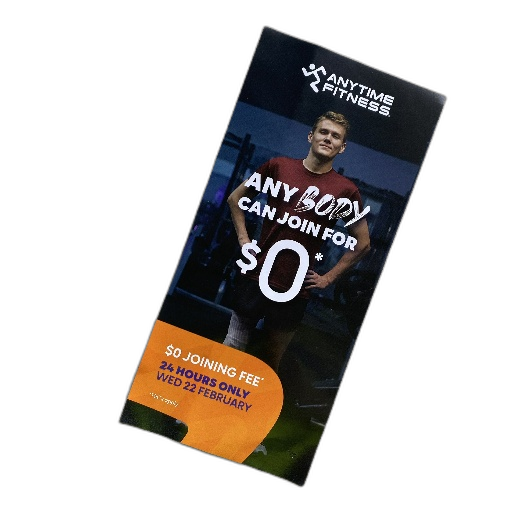 ANYTIME
FITNESS
ANY BODY
CAN JOIN FOR
$0*
$0 JOINING FEE*
24 HOURS ONLY
WED 22 FEBRUARY